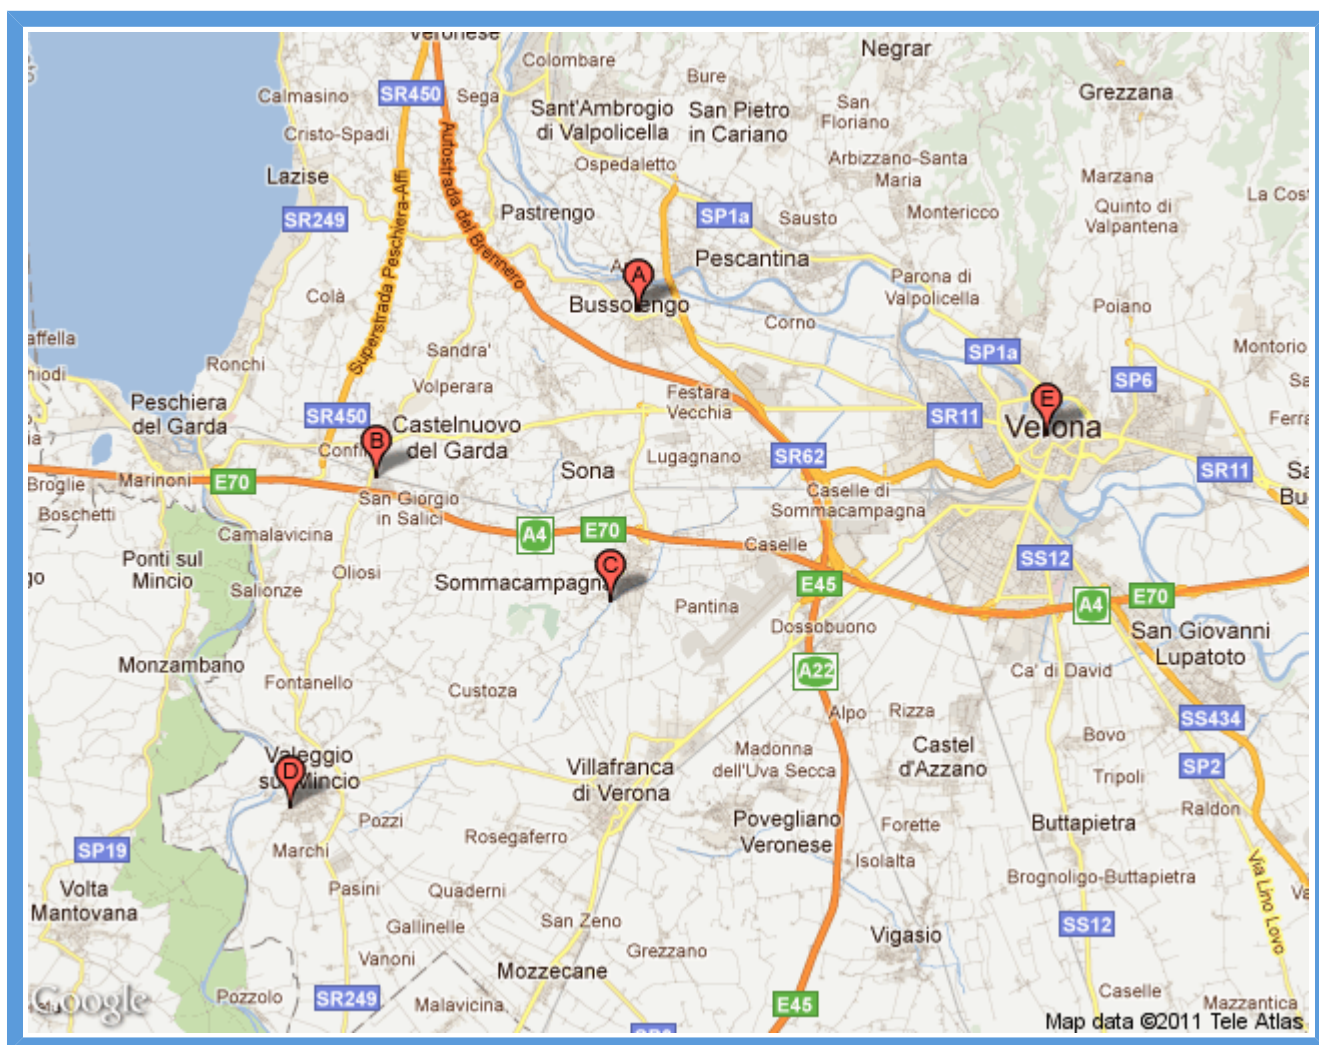 Veronese
Negrar
Colombare
Bure
Grezzana
Calmasino
SR450
Sega
Sant'Ambrogio
di Valpolicella
San Pietro
in Cariano
San
Floriano
Cristo-Spadi
Autostrada del Brennero
Ospedaletto
Arbizzano-Santa
Maria
Marzana
Lazise
Superstrada Peschiera-Affi
La Cos
SR249
Pastrengo
SP1a
Sausto
Montericco
Quinto di
Valpantena
Pescantina
A
Parona di
Valpolicella
Colà
Bussolengo
Corno
Poiano
affella
Ronchi
Sandra'
SP1a
Montorio
hiodi
Volperara
SP6
Peschiera
del Garda
SR450
Festara
Vecchia
SR11
E
Verona
Ferra
B
Castelnuovo
del Garda
Confin
Sona
Lugagnano
SR62
SR11
Broglie
Marinoni
E70
San Giorgio
in Salici
Caselle di
Sommacampagna
Boschetti
Camalavicina
A4
E70
Caselle
SS12
Ponti sul
Mincio
Oliosi
C
Sommacampagna
Salionze
Pantina
E45
A4
E70
Dossobuono
San Giovanni
Lupatoto
Monzambano
Fontanello
Custoza
A22
Ca' di David
Alpo
Rizza
SS434
Valeggio
sul Mincio
D
Villafranca
di Verona
Madonna
dell'Uva Secca
Castel
d'Azzano
Bovo
SP2
Tripoli
Pozzi
Rosegaferro
Povegliano
Veronese
Forette
Buttapietra
Raldon
SP19
Marchi
Isolalta
Volta
Mantovana
Pasini
Quaderni
Brognoligo-Buttapietra
Via Lino Lovo
Gallinelle
San Zeno
Vigasio
SS12
Vanoni
Grezzano
Mozzecane
Google
Pozzolo
SR249
Malavicina
E45
Caselle
Mazzantica
Map data ©2011 Tele Atlas